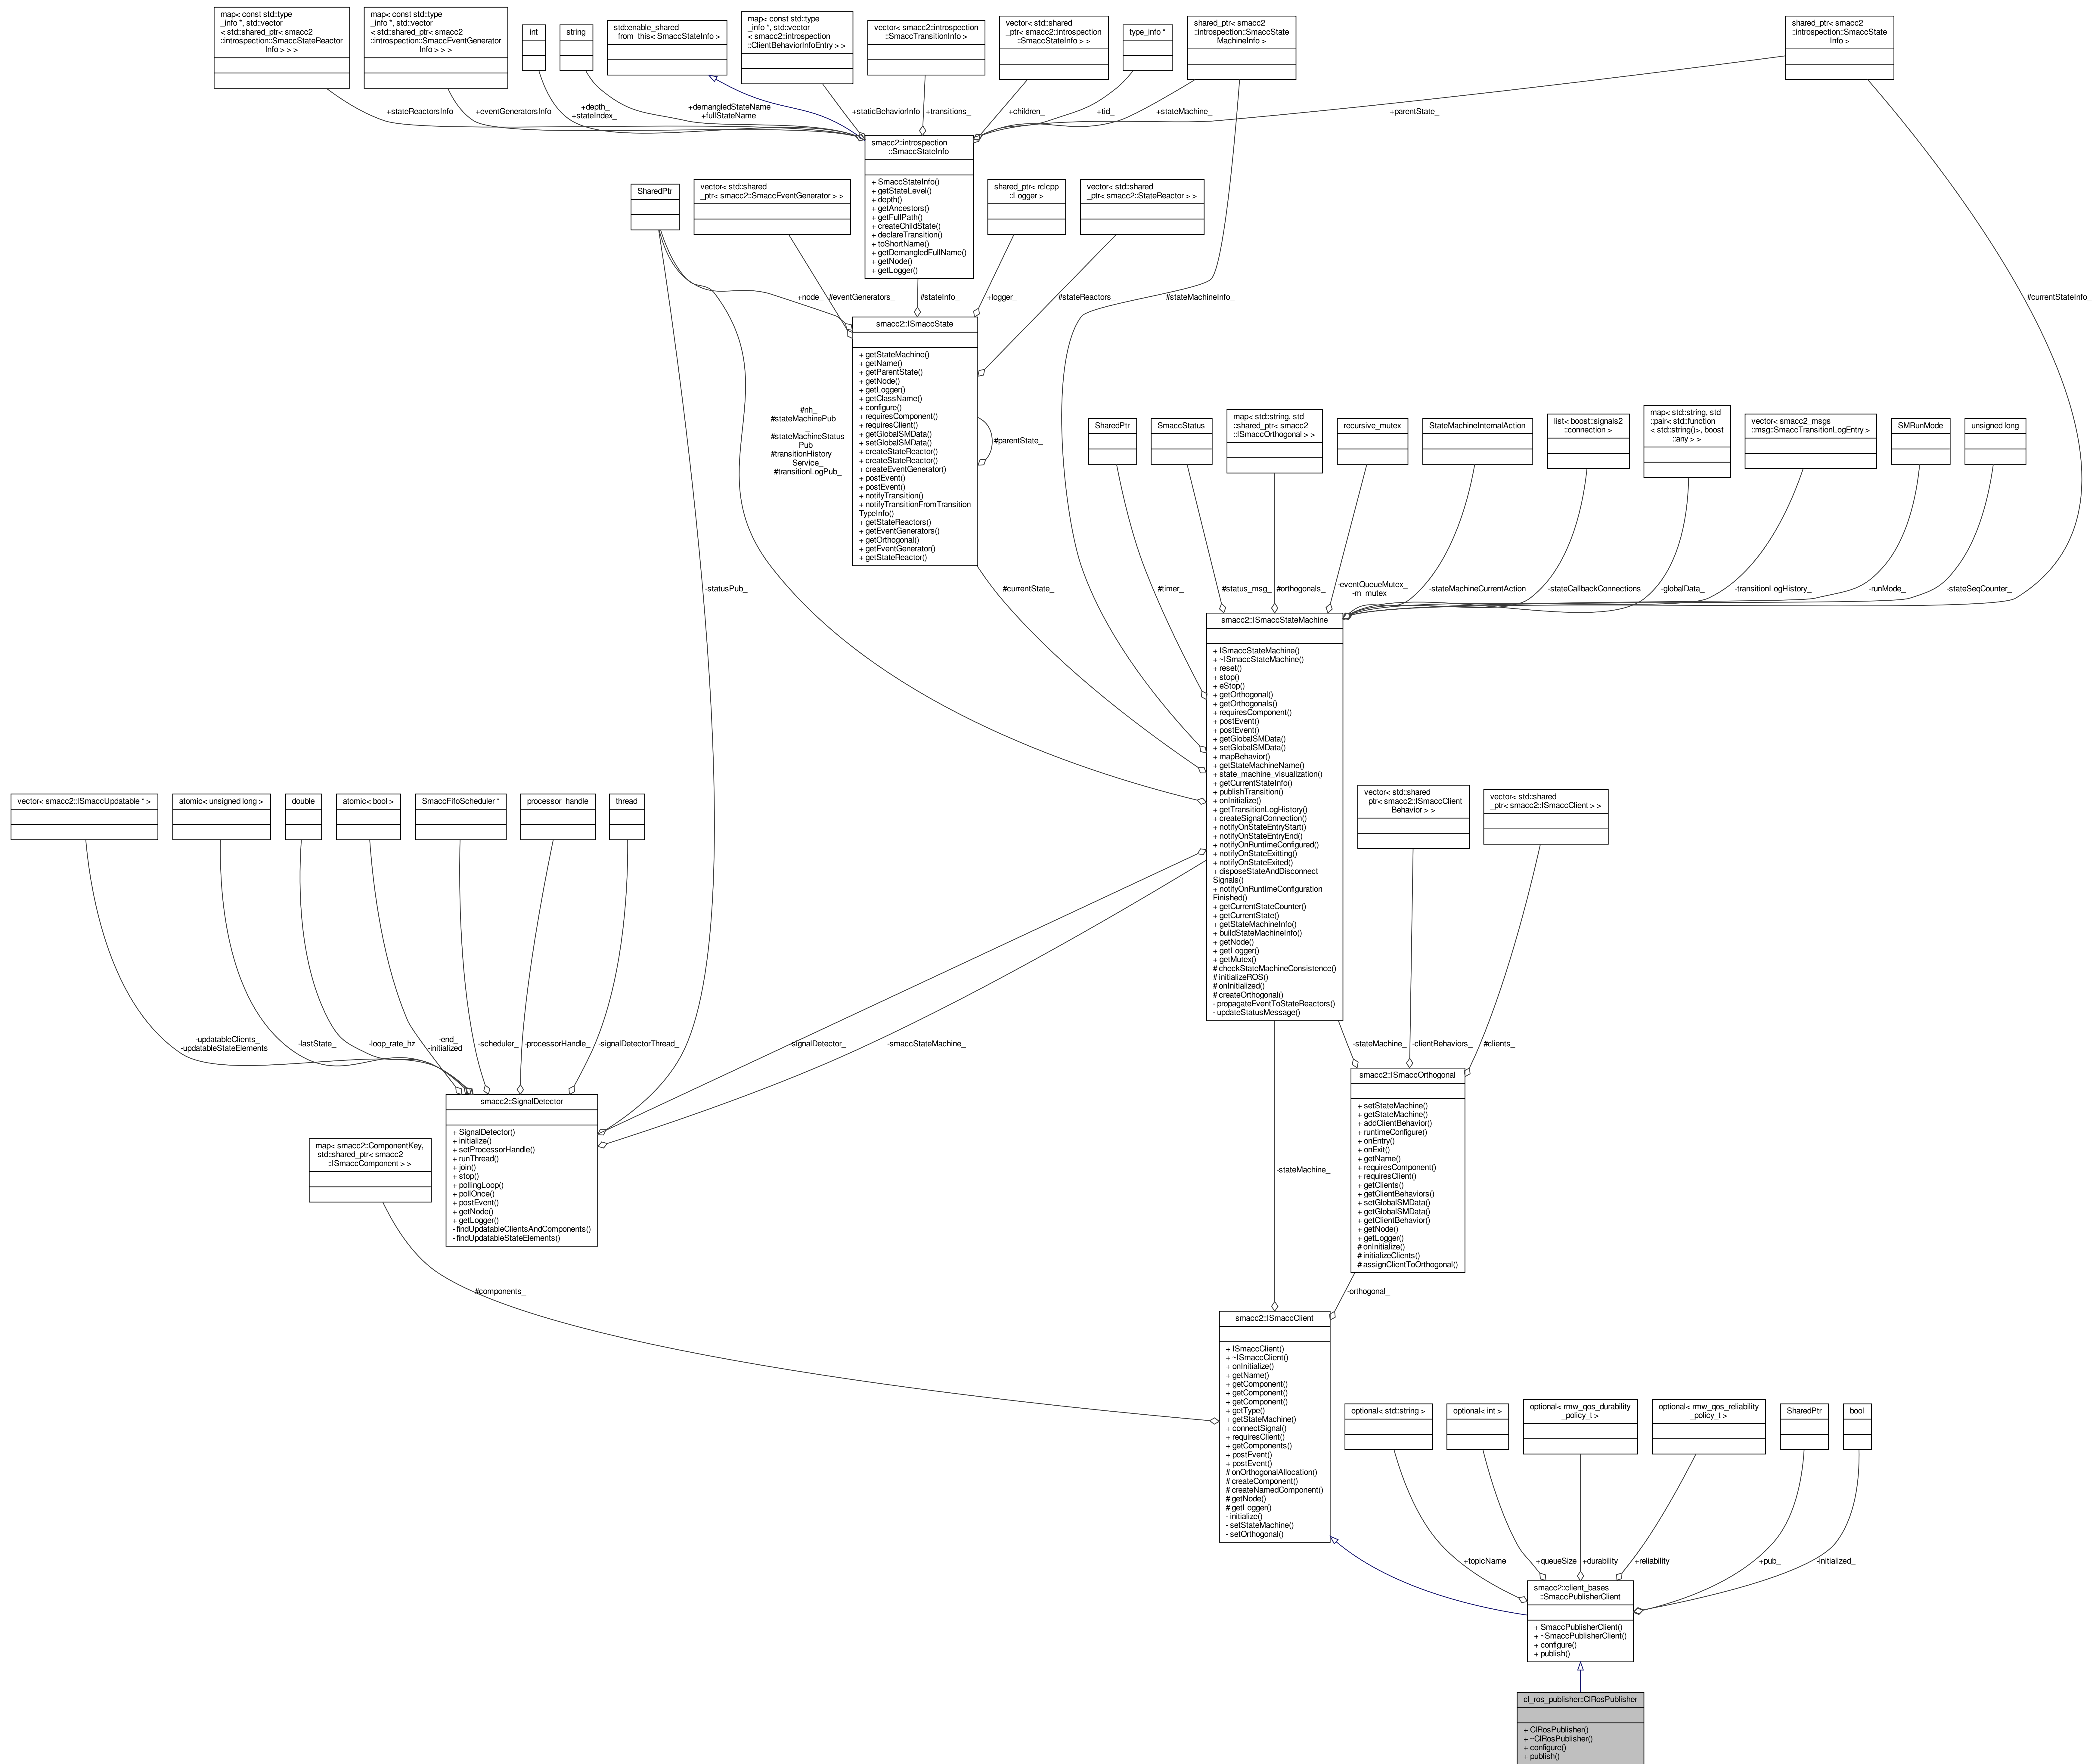 map< const std::type
_info *, std::vector
< std::shared_ptr< smacc2
::introspection::SmaccStateReactor
Info > > >
map< const std::type
_info *, std::vector
< std::shared_ptr< smacc2
::introspection::SmaccEventGenerator
Info > > >
int
string
std::enable_shared
_from_this< SmaccStateInfo >
map< const std::type
_info *, std::vector
< smacc2::introspection
::ClientBehaviorInfoEntry > >
vector< smacc2::introspection
::SmaccTransitionInfo >
vector< std::shared
_ptr< smacc2::introspection
::SmaccStateInfo > >
type_info *
shared_ptr< smacc2
::introspection::SmaccState
MachineInfo >
shared_ptr< smacc2
::introspection::SmaccState
Info >
+stateReactorsInfo
+eventGeneratorsInfo
+depth_
+stateIndex_
+demangledStateName
+fullStateName
+staticBehaviorInfo
+transitions_
+children_
+tid_
+stateMachine_
+parentState_
smacc2::introspection
::SmaccStateInfo
+ SmaccStateInfo()
+ getStateLevel()
+ depth()
+ getAncestors()
+ getFullPath()
+ createChildState()
+ declareTransition()
+ toShortName()
+ getDemangledFullName()
+ getNode()
+ getLogger()
SharedPtr
vector< std::shared
_ptr< smacc2::SmaccEventGenerator > >
shared_ptr< rclcpp
::Logger >
vector< std::shared
_ptr< smacc2::StateReactor > >
+node_
#eventGenerators_
#stateInfo_
+logger_
#stateReactors_
#stateMachineInfo_
#currentStateInfo_
smacc2::ISmaccState
+ getStateMachine()
+ getName()
+ getParentState()
+ getNode()
+ getLogger()
+ getClassName()
+ configure()
+ requiresComponent()
+ requiresClient()
+ getGlobalSMData()
+ setGlobalSMData()
+ createStateReactor()
+ createStateReactor()
+ createEventGenerator()
+ postEvent()
+ postEvent()
+ notifyTransition()
+ notifyTransitionFromTransition
TypeInfo()
+ getStateReactors()
+ getEventGenerators()
+ getOrthogonal()
+ getEventGenerator()
+ getStateReactor()
#parentState_
#nh_
#stateMachinePub
_
#stateMachineStatus
Pub_
#transitionHistory
Service_
#transitionLogPub_
SharedPtr
SmaccStatus
map< std::string, std
::shared_ptr< smacc2
::ISmaccOrthogonal > >
recursive_mutex
StateMachineInternalAction
list< boost::signals2
::connection >
map< std::string, std
::pair< std::function
< std::string()>, boost
::any > >
vector< smacc2_msgs
::msg::SmaccTransitionLogEntry >
SMRunMode
unsigned long
-statusPub_
#currentState_
#timer_
#status_msg_
#orthogonals_
-eventQueueMutex_
-m_mutex_
-stateMachineCurrentAction
-stateCallbackConnections
-globalData_
-transitionLogHistory_
-runMode_
-stateSeqCounter_
smacc2::ISmaccStateMachine
+ ISmaccStateMachine()
+ ~ISmaccStateMachine()
+ reset()
+ stop()
+ eStop()
+ getOrthogonal()
+ getOrthogonals()
+ requiresComponent()
+ postEvent()
+ postEvent()
+ getGlobalSMData()
+ setGlobalSMData()
+ mapBehavior()
+ getStateMachineName()
+ state_machine_visualization()
+ getCurrentStateInfo()
+ publishTransition()
+ onInitialize()
+ getTransitionLogHistory()
+ createSignalConnection()
+ notifyOnStateEntryStart()
+ notifyOnStateEntryEnd()
+ notifyOnRuntimeConfigured()
+ notifyOnStateExitting()
+ notifyOnStateExited()
+ disposeStateAndDisconnect
Signals()
+ notifyOnRuntimeConfiguration
Finished()
+ getCurrentStateCounter()
+ getCurrentState()
+ getStateMachineInfo()
+ buildStateMachineInfo()
+ getNode()
+ getLogger()
+ getMutex()
# checkStateMachineConsistence()
# initializeROS()
# onInitialized()
# createOrthogonal()
- propagateEventToStateReactors()
- updateStatusMessage()
vector< smacc2::ISmaccUpdatable * >
atomic< unsigned long >
double
atomic< bool >
SmaccFifoScheduler *
processor_handle
thread
vector< std::shared
_ptr< smacc2::ISmaccClient
Behavior > >
vector< std::shared
_ptr< smacc2::ISmaccClient > >
-updatableClients_
-updatableStateElements_
-lastState_
-loop_rate_hz
-end_
-initialized_
-scheduler_
-processorHandle_
-signalDetectorThread_
-signalDetector_
-smaccStateMachine_
-stateMachine_
-clientBehaviors_
#clients_
smacc2::SignalDetector
+ SignalDetector()
+ initialize()
+ setProcessorHandle()
+ runThread()
+ join()
+ stop()
+ pollingLoop()
+ pollOnce()
+ postEvent()
+ getNode()
+ getLogger()
- findUpdatableClientsAndComponents()
- findUpdatableStateElements()
smacc2::ISmaccOrthogonal
+ setStateMachine()
+ getStateMachine()
+ addClientBehavior()
+ runtimeConfigure()
+ onEntry()
+ onExit()
+ getName()
+ requiresComponent()
+ requiresClient()
+ getClients()
+ getClientBehaviors()
+ setGlobalSMData()
+ getGlobalSMData()
+ getClientBehavior()
+ getNode()
+ getLogger()
# onInitialize()
# initializeClients()
# assignClientToOrthogonal()
map< smacc2::ComponentKey,
std::shared_ptr< smacc2
::ISmaccComponent > >
-stateMachine_
#components_
-orthogonal_
smacc2::ISmaccClient
+ ISmaccClient()
+ ~ISmaccClient()
+ onInitialize()
+ getName()
+ getComponent()
+ getComponent()
+ getComponent()
+ getType()
+ getStateMachine()
+ connectSignal()
+ requiresClient()
+ getComponents()
+ postEvent()
+ postEvent()
# onOrthogonalAllocation()
# createComponent()
# createNamedComponent()
# getNode()
# getLogger()
- initialize()
- setStateMachine()
- setOrthogonal()
optional< std::string >
optional< int >
optional< rmw_qos_durability
_policy_t >
optional< rmw_qos_reliability
_policy_t >
SharedPtr
bool
+topicName
+queueSize
+durability
+reliability
+pub_
-initialized_
smacc2::client_bases
::SmaccPublisherClient
+ SmaccPublisherClient()
+ ~SmaccPublisherClient()
+ configure()
+ publish()
cl_ros_publisher::ClRosPublisher
+ ClRosPublisher()
+ ~ClRosPublisher()
+ configure()
+ publish()